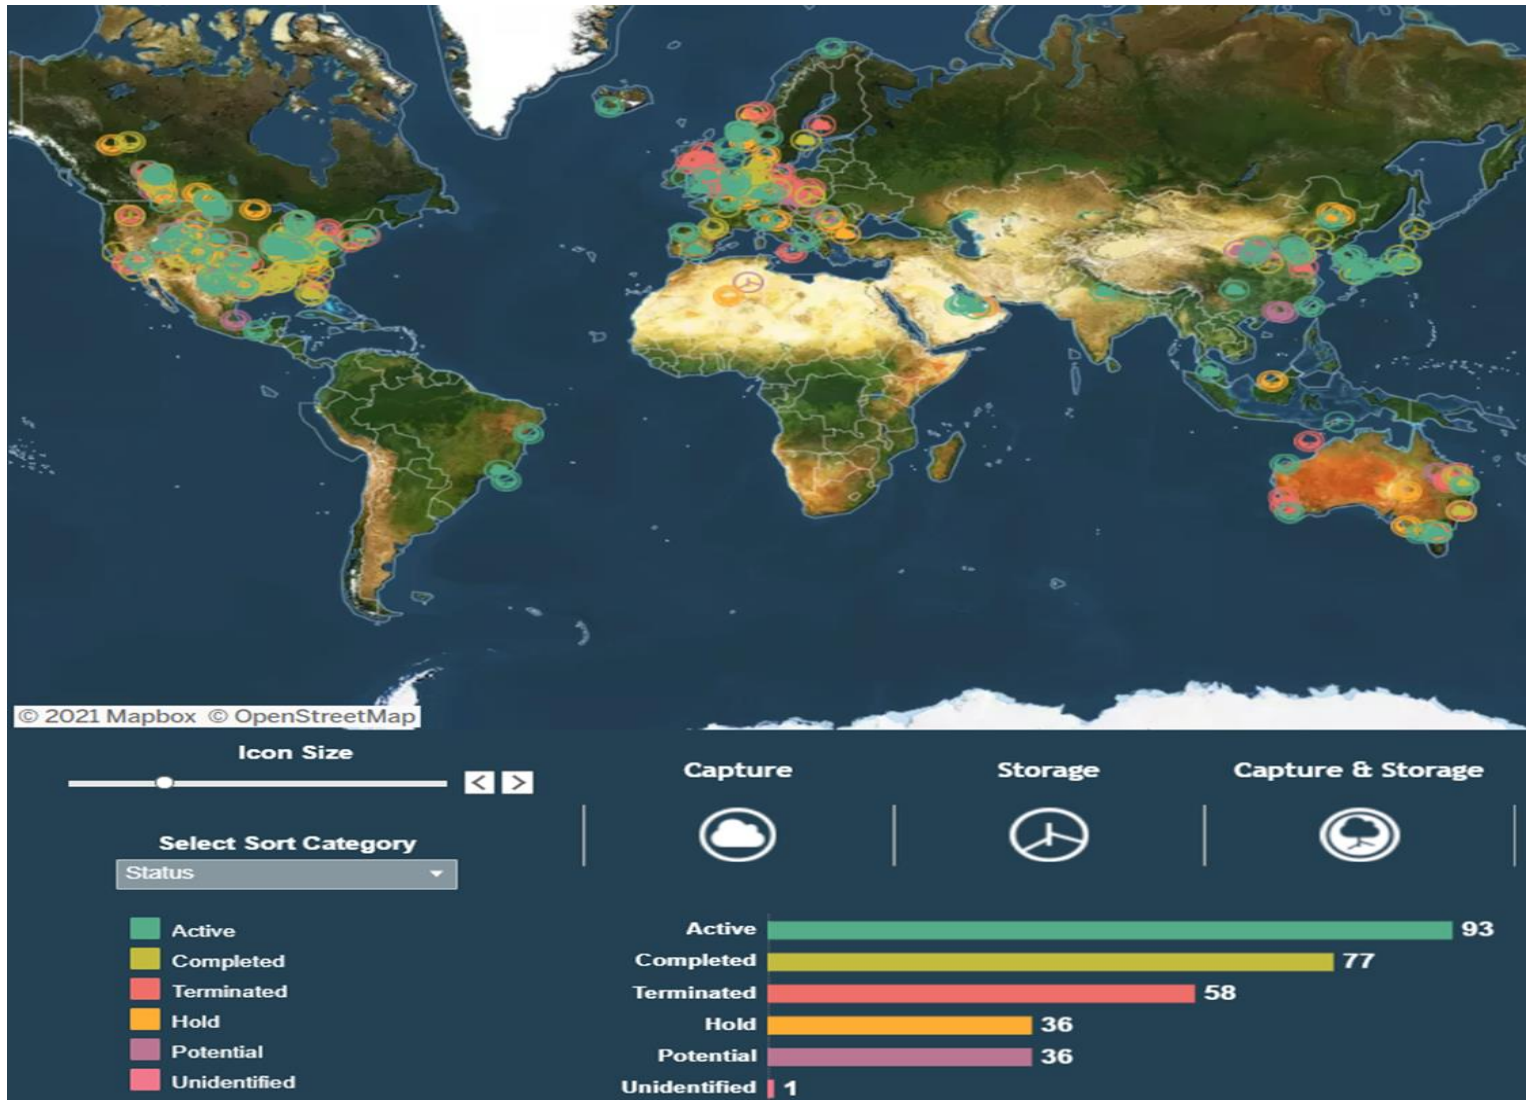 © 2021 Mapbox © OpenStreetMap
Icon Size
< >
Capture
Storage
Capture & Storage
Select Sort Category
Status
Active
Completed
Terminated
Hold
Potential
Unidentified
Active 93
Completed 77
Terminated 58
Hold 36
Potential 36
Unidentified 1